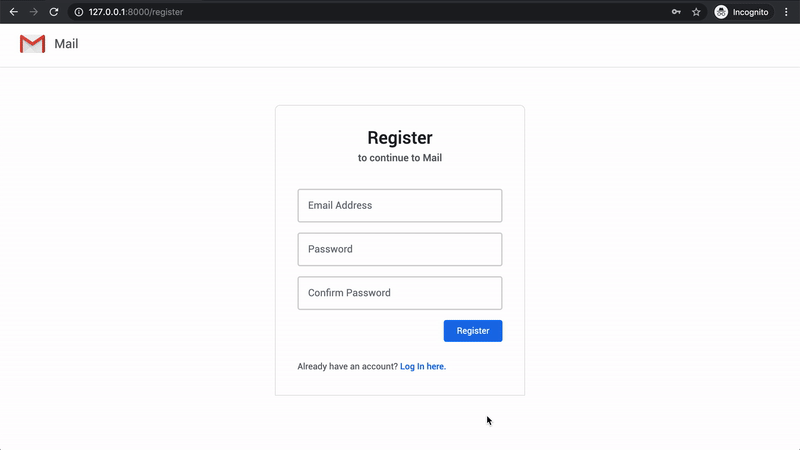 127.0.0.1:8000/register
Incognito
Mail
Register
to continue to Mail
Email Address
Password
Confirm Password
Register
Already have an account? Log In here.